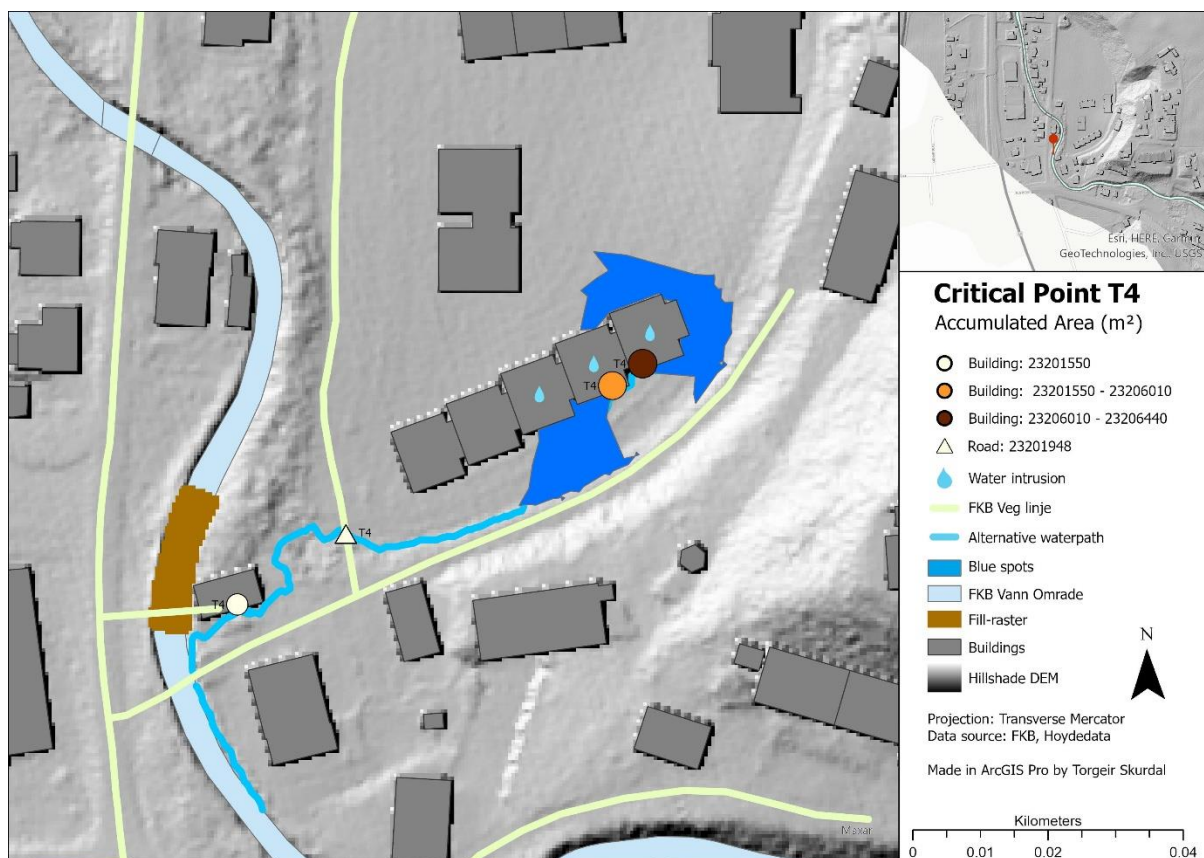 T4
T4
T4
T4
Maxar
Esri, HERE, Garmin,
GeoTechnologies, Inc., USGS
Critical Point T4
Accumulated Area (m²)
Building: 23201550
Building: 23201550 - 23206010
Building: 23206010 - 23206440
Road: 23201948
Water intrusion
FKB Veg linje
Alternative waterpath
Blue spots
FKB Vann Omrade
Fill-raster
Buildings
Hillshade DEM
N
Projection: Transverse Mercator
Data source: FKB, Hoydedata
Made in ArcGIS Pro by Torgeir Skurdal
Kilometers
0 0.01 0.02 0.04